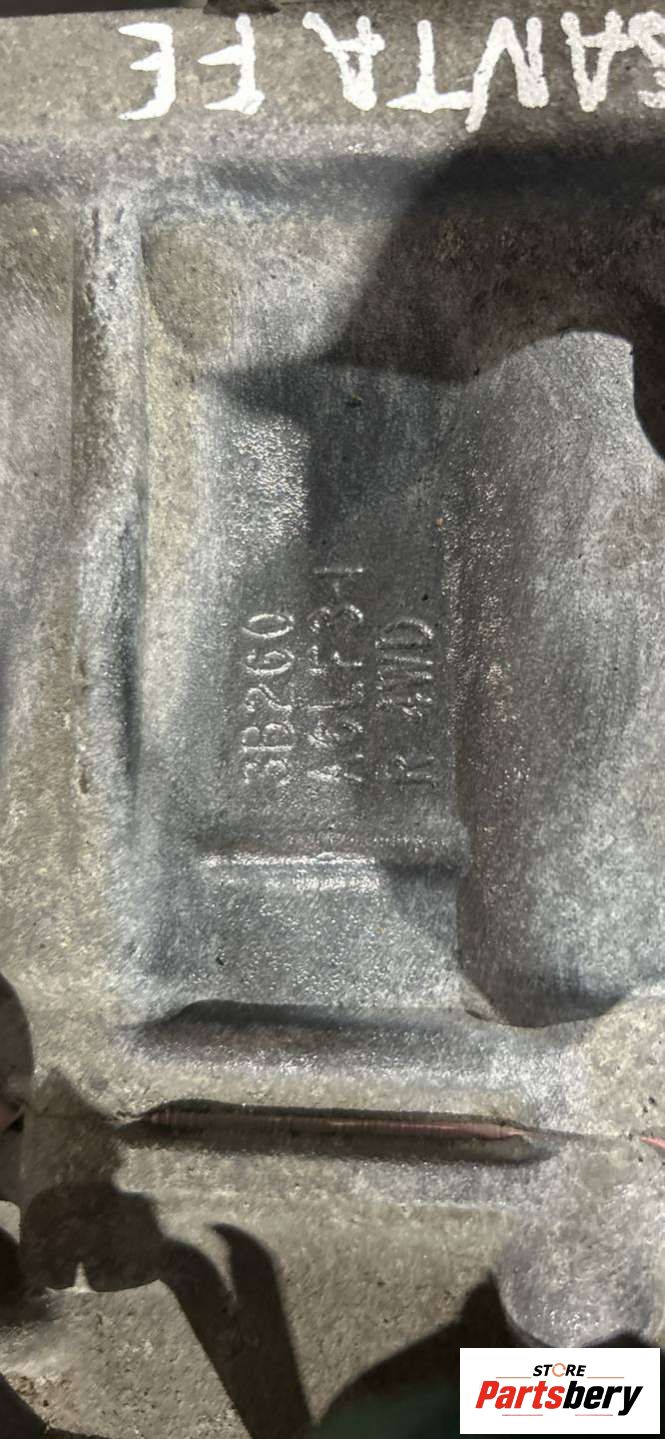 SANTA FE
3B260
A6LF3-1
R 4WD
STORE
Partsbery